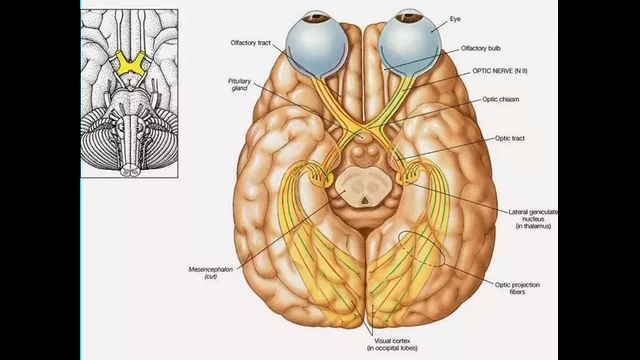 Eye
Olfactory tract
Olfactory bulb
OPTIC NERVE (N II)
Pituitary
gland
Optic chiasm
Optic tract
Lateral geniculate
nucleus
(in thalamus)
Mesencephalon
(cut)
Optic projection
fibers
Visual cortex
(in occipital lobes)